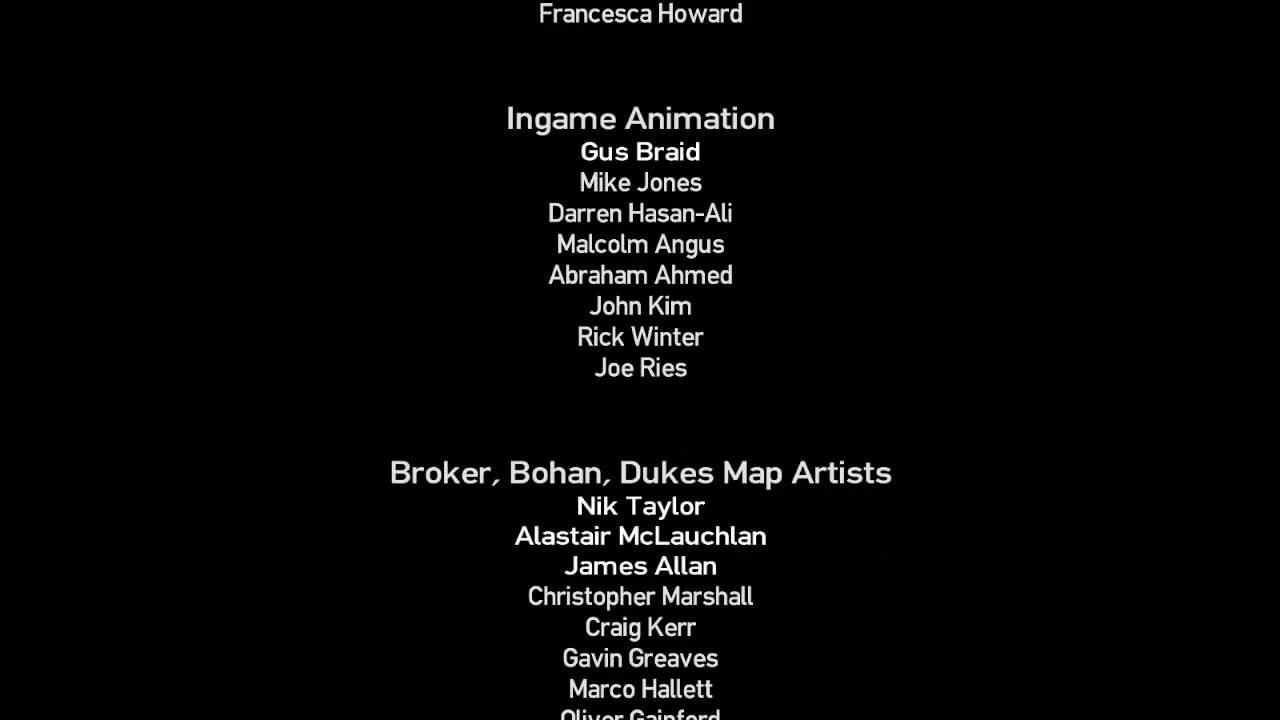 Francesca Howard
Ingame Animation
Gus Braid
Mike Jones
Darren Hasan-Ali
Malcolm Angus
Abraham Ahmed
John Kim
Rick Winter
Joe Ries
Broker, Bohan, Dukes Map Artists
Nik Taylor
Alastair McLauchlan
James Allan
Christopher Marshall
Craig Kerr
Gavin Greaves
Marco Hallett
Oliver Gainford